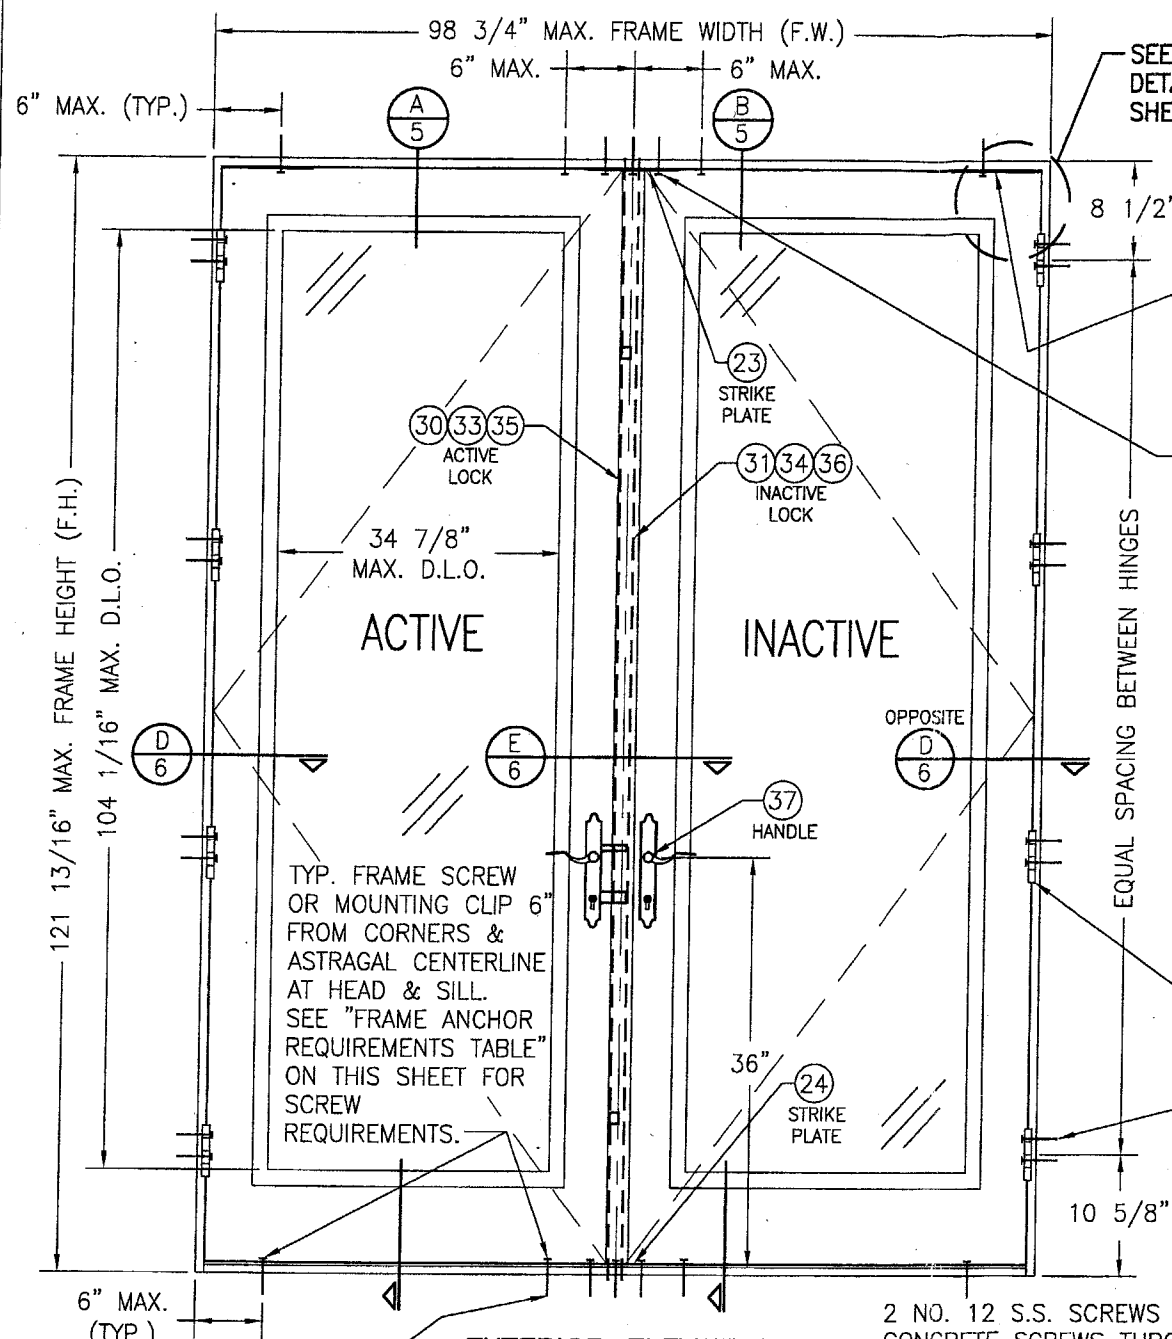 98 3/4" MAX. FRAME WIDTH (F.W.)
6" MAX.
6" MAX.
6" MAX. (TYP.)
A
5
B
5
SEE
8 1/2"
23
STRIKE
PLATE
30 33 35
ACTIVE
LOCK
31 34 36
INACTIVE
LOCK
34 7/8"
MAX. D.L.O.
121 13/16" MAX. FRAME HEIGHT (F.H.)
104 1/16" MAX. D.L.O.
ACTIVE
INACTIVE
EQUAL SPACING BETWEEN HINGES
D
6
E
6
OPPOSITE
D
6
37
HANDLE
TYP. FRAME SCREW
OR MOUNTING CLIP 6"
FROM CORNERS &
ASTRAGAL CENTERLINE
AT HEAD & SILL.
SEE "FRAME ANCHOR
REQUIREMENTS TABLE"
ON THIS SHEET FOR
SCREW
REQUIREMENTS.
36"
24
STRIKE
PLATE
10 5/8"
6" MAX.
(TYP.)
2 NO. 12 S.S. SCREWS
CONCRETE SCREWS